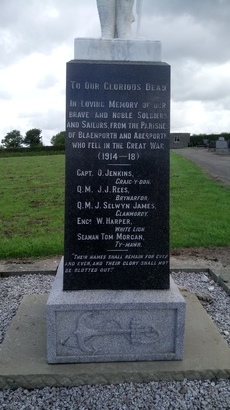 To Our Glorious Dead
In Loving Memory of our
Brave and Noble Soldiers
and Sailors, from the Parishes
of Blaenporth and Aberporth
who fell in the Great War
(1914–18)
Capt. O. Jenkins,
Craig-y-don.
Q.M. J.J. Rees,
Brynarfor.
Q.M. J. Selwyn James,
Glanmordy.
Engr. W. Harper,
White Lion
Seaman Tom Morgan,
Ty-mawr.
"Their names shall remain for ever
and ever, and their glory shall not
be blotted out."